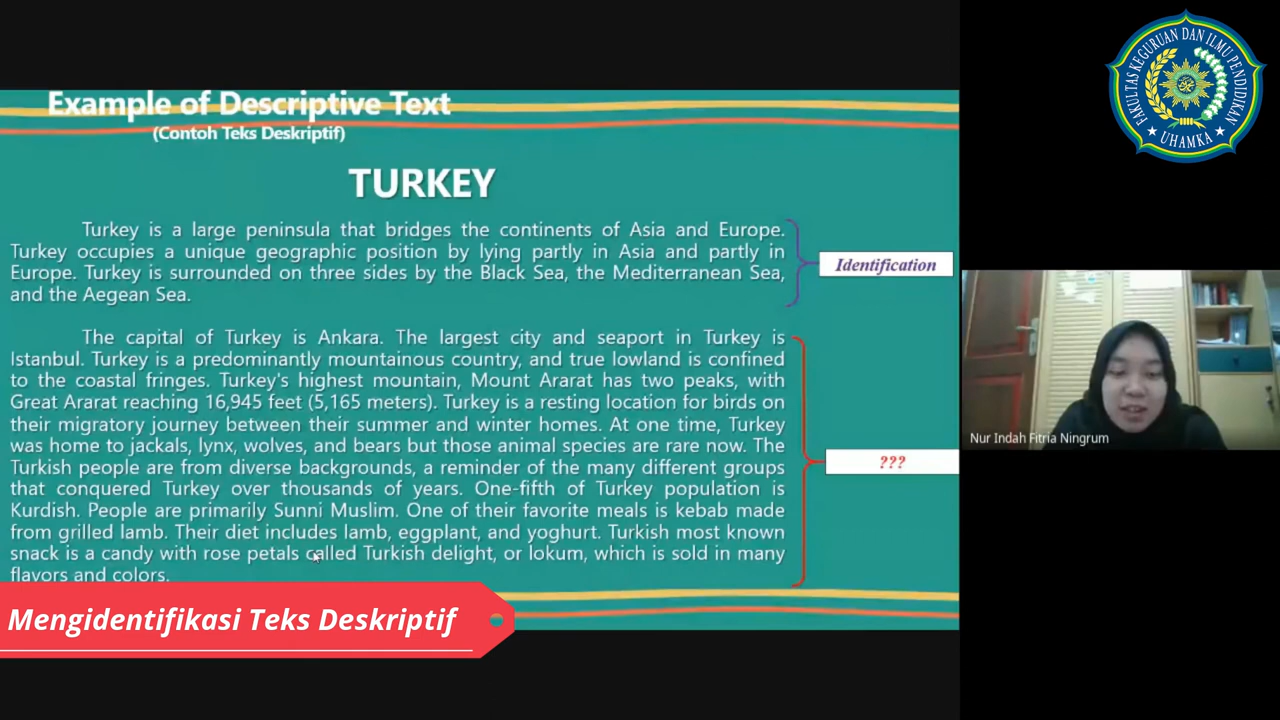 Example of Descriptive Text
(Contoh Teks Deskriptif)
TURKEY
Turkey is a large peninsula that bridges the continents of Asia and Europe.
Turkey occupies a unique geographic position by lying partly in Asia and partly in
Europe. Turkey is surrounded on three sides by the Black Sea, the Mediterranean Sea,
and the Aegean Sea.
Identification
The capital of Turkey is Ankara. The largest city and seaport in Turkey is
Istanbul. Turkey is a predominantly mountainous country, and true lowland is confined
to the coastal fringes. Turkey's highest mountain, Mount Ararat has two peaks, with
Great Ararat reaching 16,945 feet (5,165 meters). Turkey is a resting location for birds on
their migratory journey between their summer and winter homes. At one time, Turkey
was home to jackals, lynx, wolves, and bears but those animal species are rare now. The
Turkish people are from diverse backgrounds, a reminder of the many different groups
that conquered Turkey over thousands of years. One-fifth of Turkey population is
Kurdish. People are primarily Sunni Muslim. One of their favorite meals is kebab made
from grilled lamb. Their diet includes lamb, eggplant, and yoghurt. Turkish most known
snack is a candy with rose petals called Turkish delight, or lokum, which is sold in many
flavors and colors.
???
Mengidentifikasi Teks Deskriptif
FAKULTAS KEGURUAN DAN ILMU PENDIDIKAN
UHAMKA
Nur Indah Fitria Ningrum